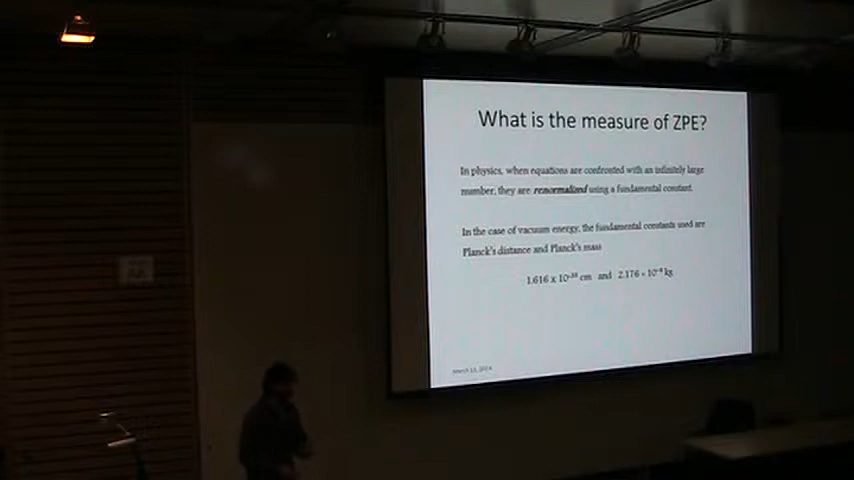 What is the measure of ZPE?
In physics, when equations are confronted with an infinitely large
number, they are renormalized using a fundamental constant.
In the case of vacuum energy, the fundamental constants used are
Planck's distance and Planck's mass
1.616 x 10⁻³³ cm and 2.176 × 10⁻⁸ kg